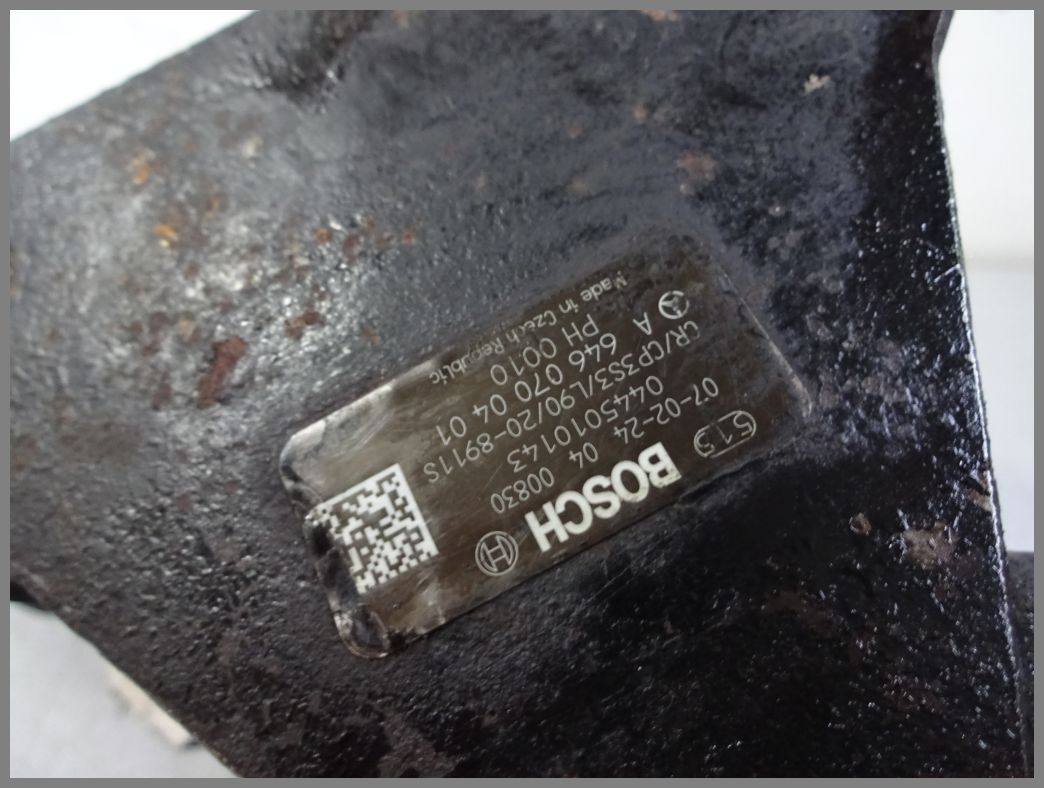 513 BOSCH
07-02-24 04 00830
0445010143
CR/CP3S3/L90/20-8911S
A 646 070 04 01
PH 0010
Made in Czech Republic